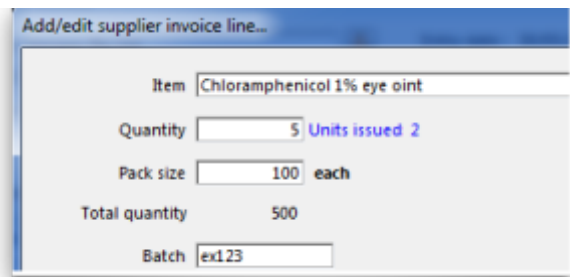 Add/edit supplier invoice line...
Item Chloramphenicol 1% eye oint
Quantity 5 Units issued 2
Pack size 100 each
Total quantity 500
Batch ex123